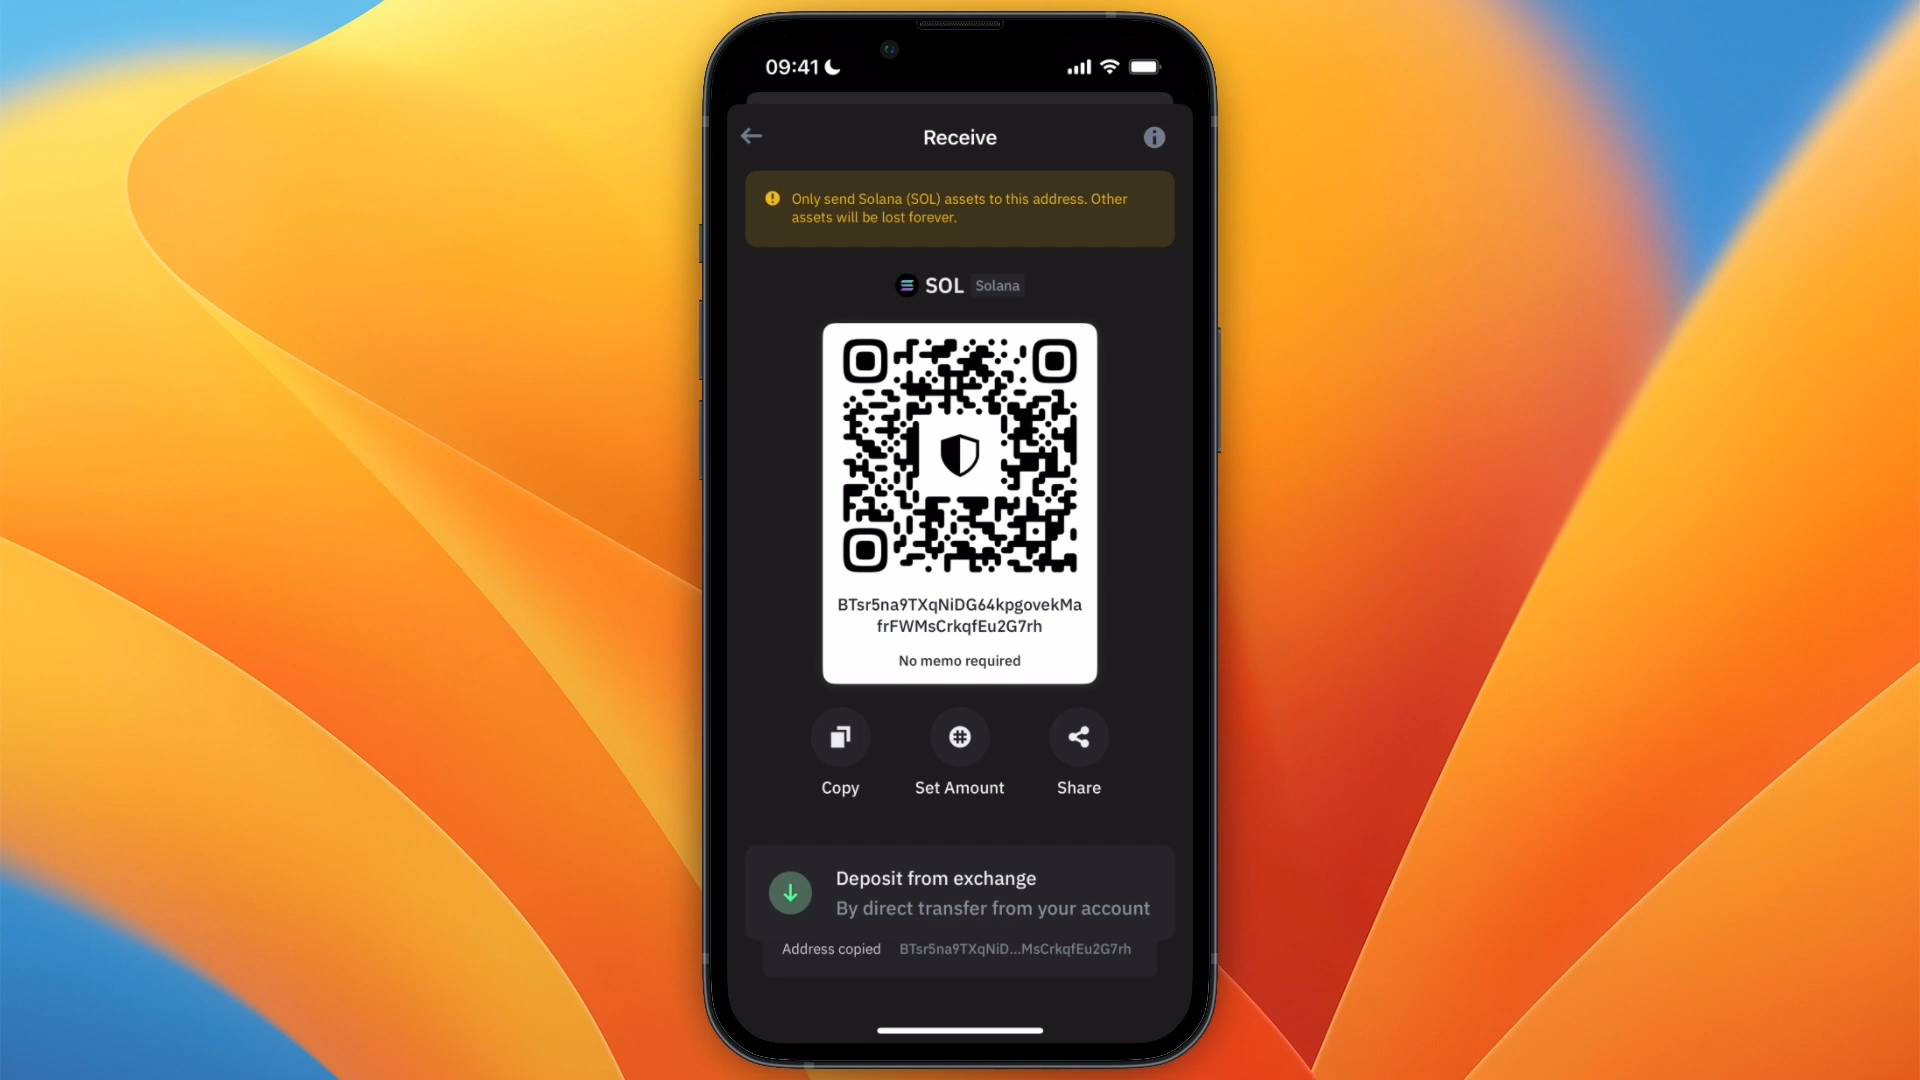 09:41
Receive
Only send Solana (SOL) assets to this address. Other
assets will be lost forever.
SOL Solana
BTsr5na9TXqNiDG64kpgovekMa
frFWMsCrkqfEu2G7rh
No memo required
Copy Set Amount Share
Deposit from exchange
By direct transfer from your account
Address copied BTsr5na9TXqNiD...MsCrkqfEu2G7rh